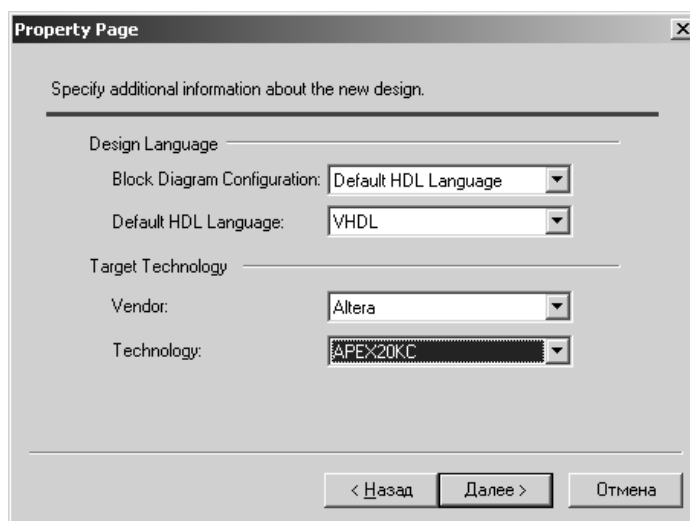 Property Page
Specify additional information about the new design.
Design Language
Block Diagram Configuration: Default HDL Language
Default HDL Language: VHDL
Target Technology
Vendor: Altera
Technology: APEX20KC
< Назад Далее > Отмена